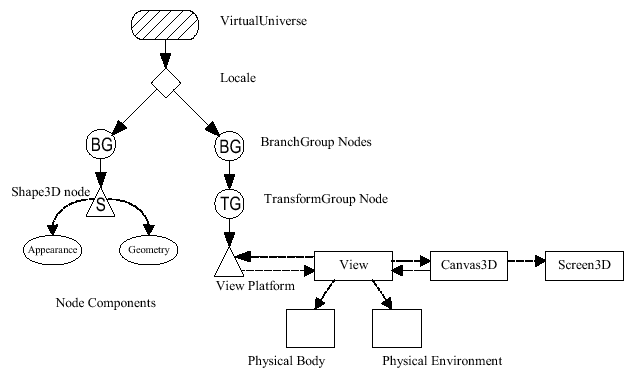 VirtualUniverse
Locale
BG
BG
BranchGroup Nodes
Shape3D node
S
TG
TransformGroup Node
Appearance
Geometry
View
Canvas3D
Screen3D
View Platform
Node Components
Physical Body
Physical Environment